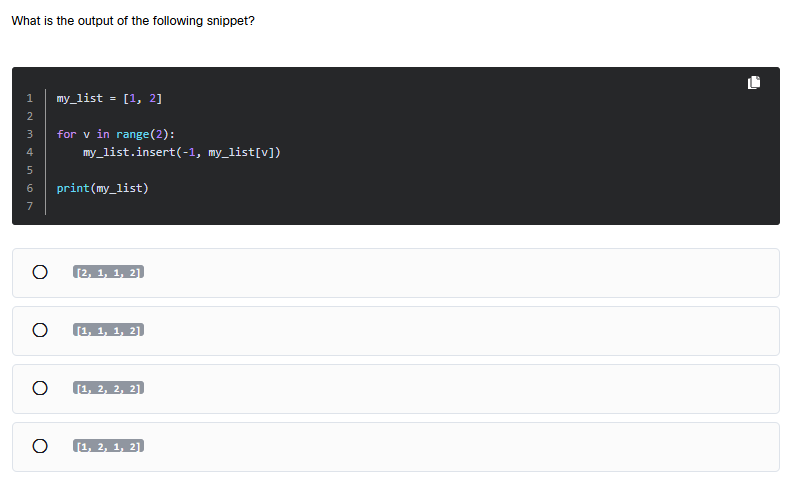 What is the output of the following snippet?
1 my_list = [1, 2]
2
3 for v in range(2):
4     my_list.insert(-1, my_list[v])
5
6 print(my_list)
7
[2, 1, 1, 2]
[1, 1, 1, 2]
[1, 2, 2, 2]
[1, 2, 1, 2]